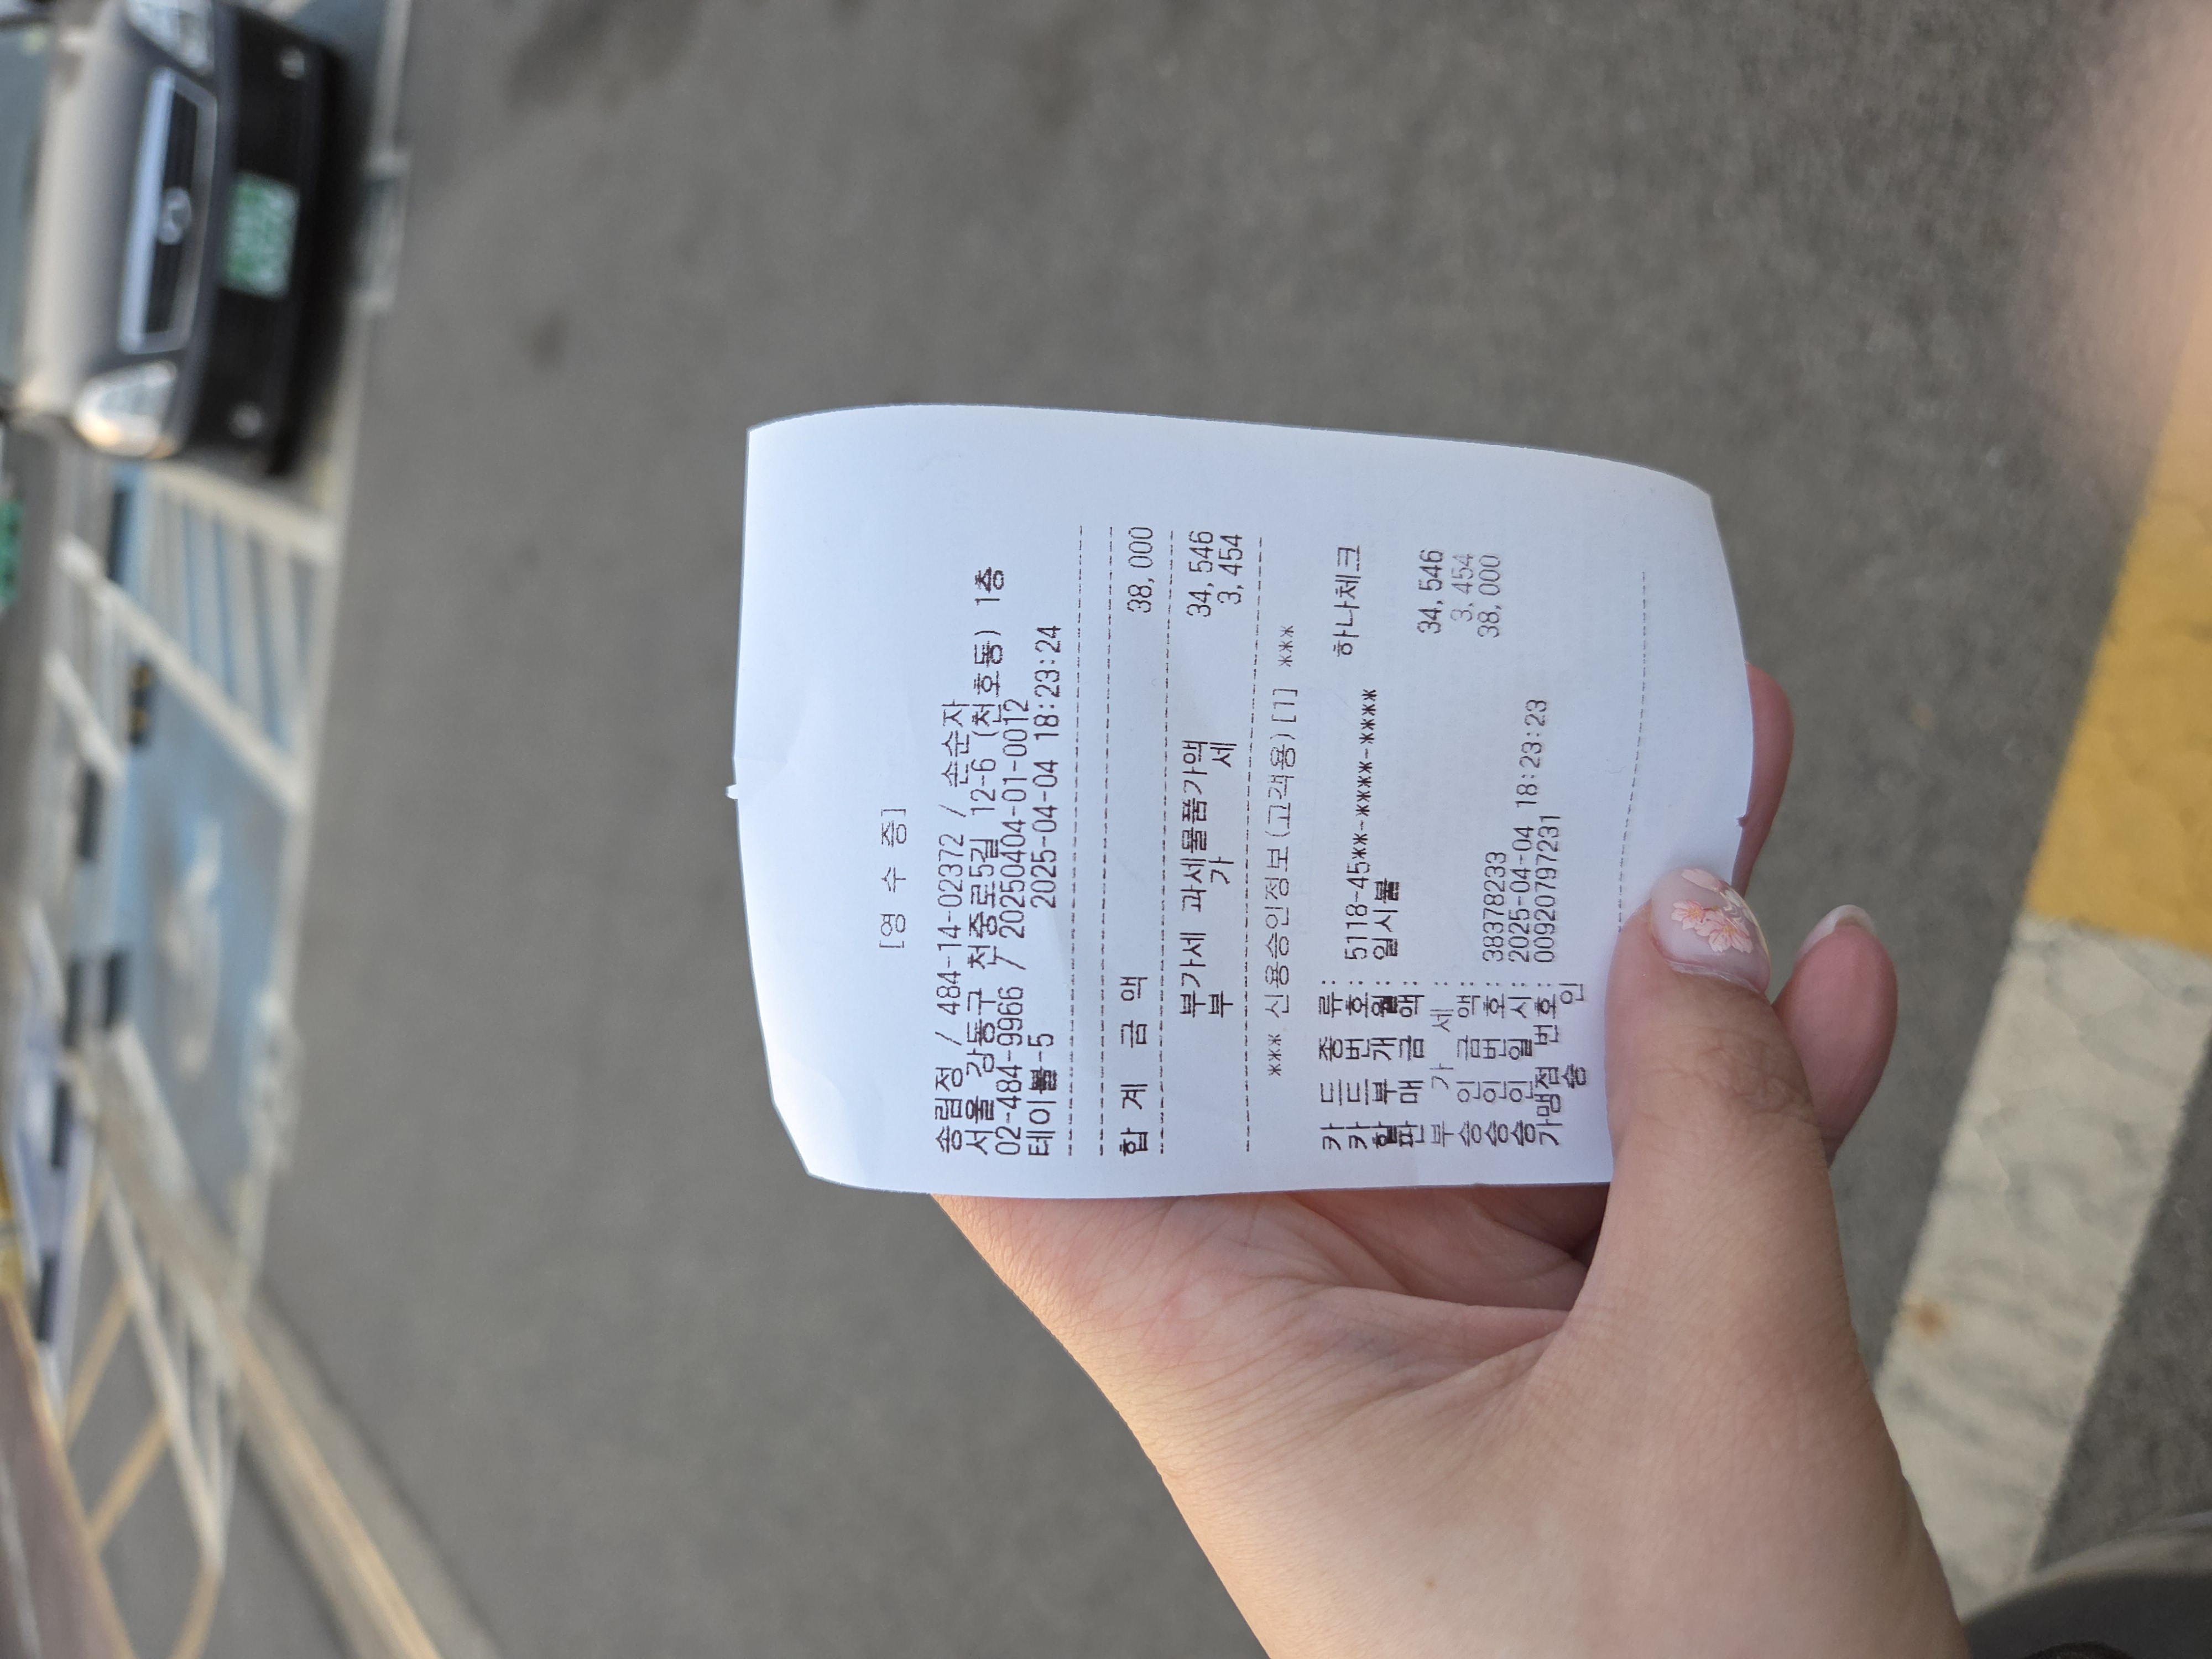 [영 수 증]
송림정 / 484-14-02372 / 손순자
서울 강동구 천중로5길 12-6 (천호동) 1층
02-484-9966 / 20250404-01-0012
테이블-5 2025-04-04 18:23:24
합 계 금 액 38,000
부가세 과세물품가액 34,546
부 가 세 3,454
*** 신용승인정보(고객용)[1] ***
카 드 종 류: 하나체크
카 드 번 호: 5118-45**-****-****
할 부 개 월: 일시불
판 매 금 액: 34,546
부 가 세: 3,454
승 인 금 액: 38,000
승 인 번 호: 38378233
승 인 일 시: 2025-04-04 18:23:23
가맹점 번호: 00920797231
승 인